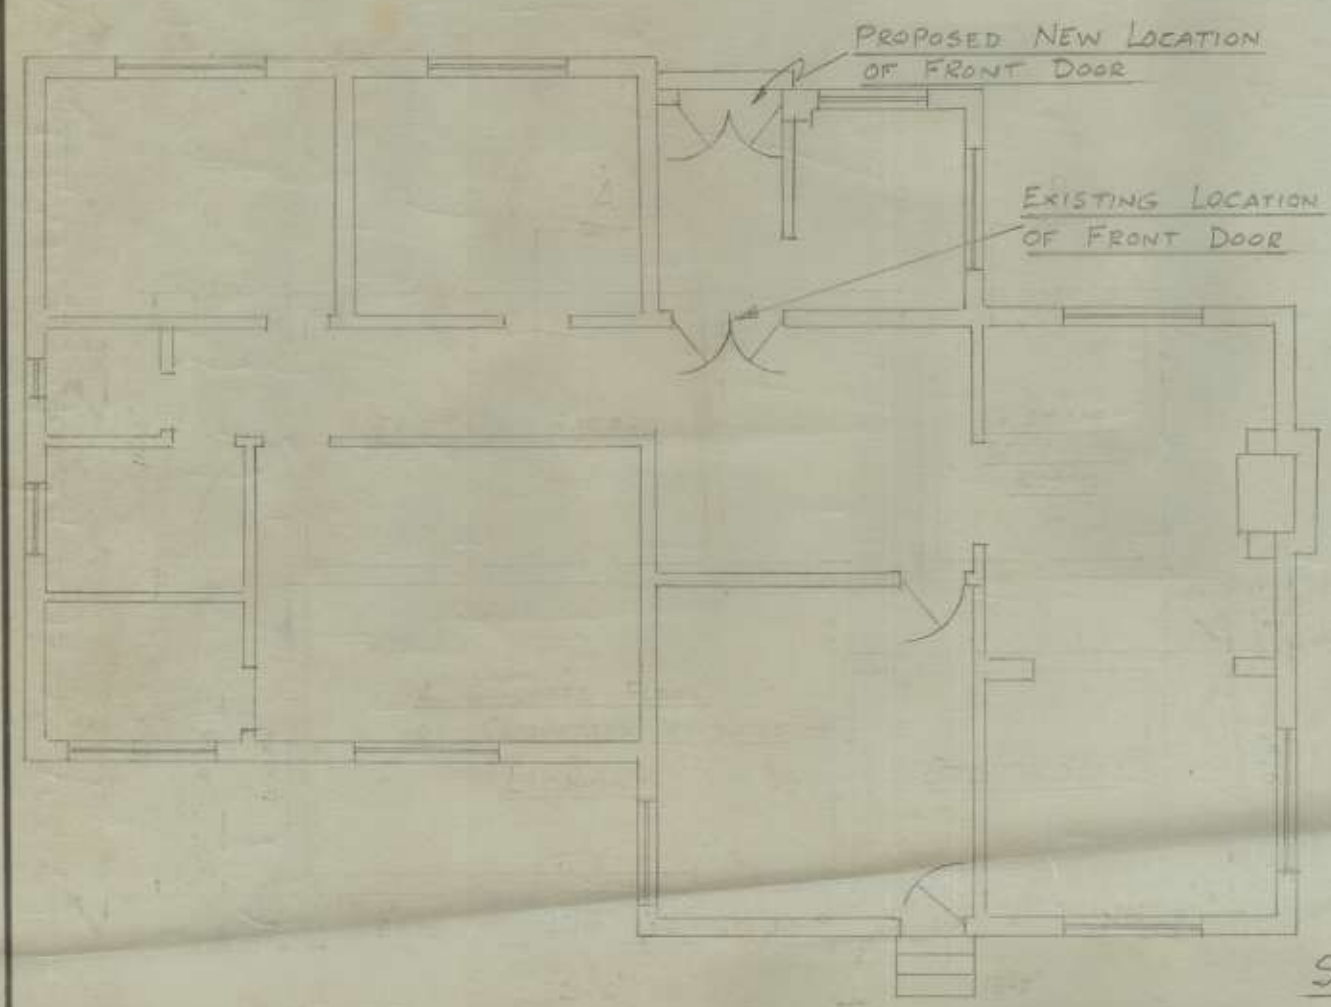 PROPOSED NEW LOCATION
OF FRONT DOOR
EXISTING LOCATION
OF FRONT DOOR
S